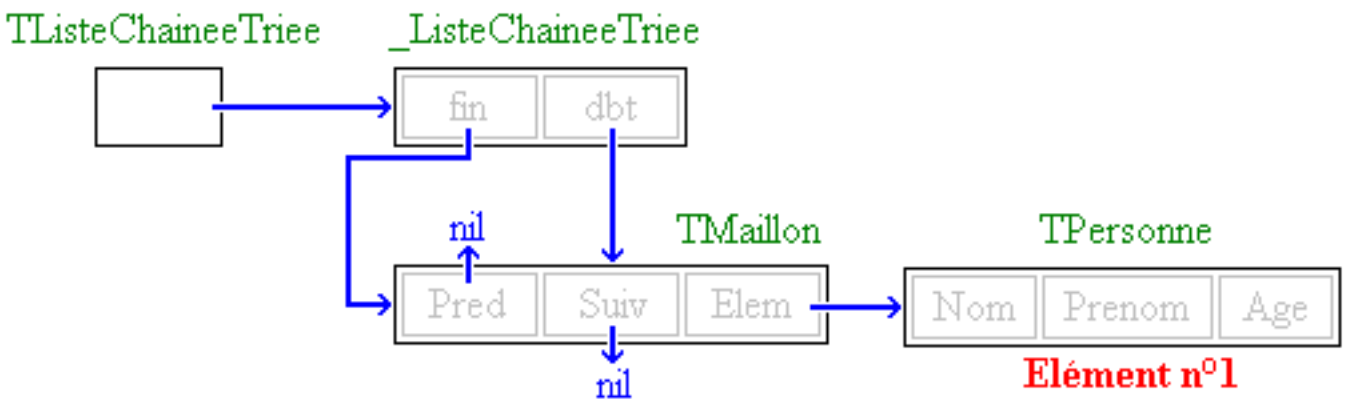 TListeChaineeTriee _ListeChaineeTriee
fin dbt
nil TMaillon TPersonne
Pred Suiv Elem Nom Prenom Age
nil Elément n°1